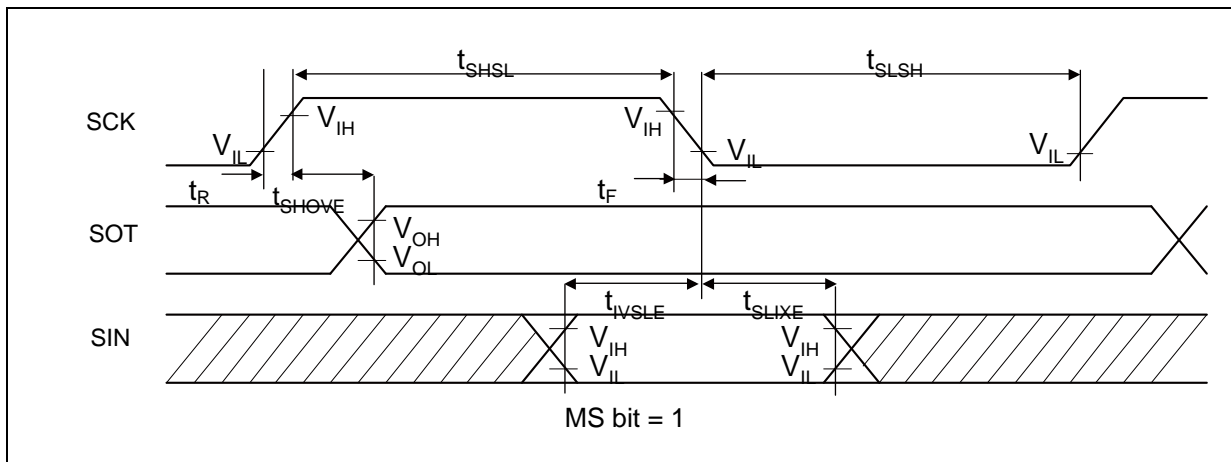 tSHSL
tSLSH
SCK
VIH
VIH
VIL
VIL
VIL
tR
tSHOVE
tF
SOT
VOH
VOL
tIVSLE
tSLIXE
SIN
VIH
VIH
VIL
VIL
MS bit = 1